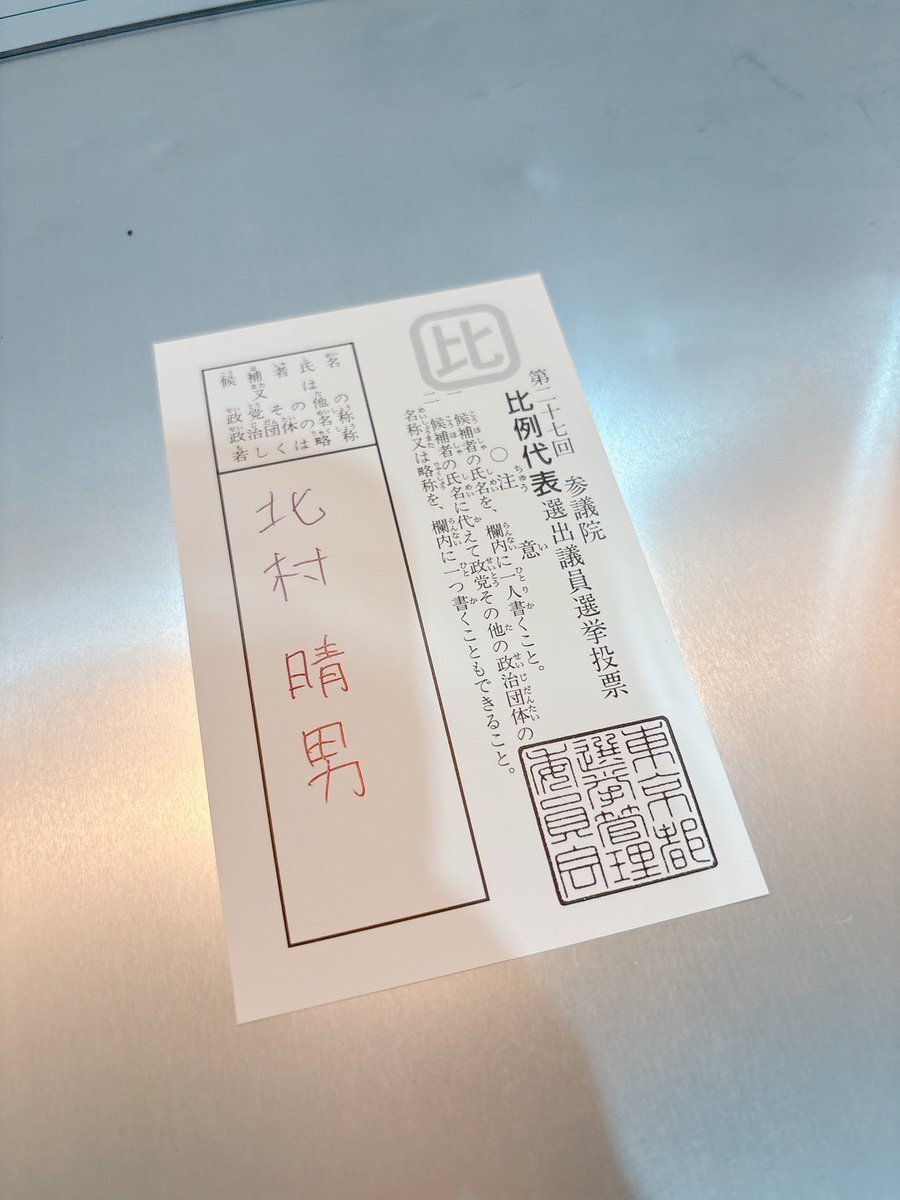 比
第二十七回 参議院
比例代表選出議員選挙投票
○注意
一 候補者の氏名を、欄内に一人書くこと。
二 候補者の氏名に代えて政党その他の政治団体の
名称又は略称を、欄内に一つ書くこともできること。
東京都
選挙管理
委員会
候補者氏名
又は
政党その他の
政治団体の名称
若しくは略称
北村晴男